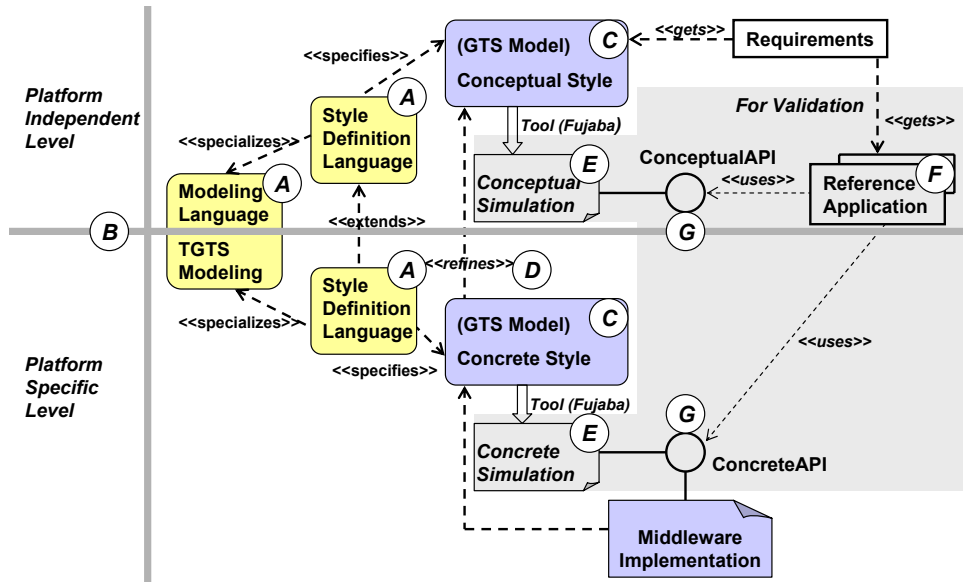 (GTS Model)
Conceptual Style
C
<<gets>>
Requirements
<<specifies>>
Platform
Independent
Level
A
Style
Definition
Language
For Validation
<<gets>>
Tool (Fujaba)
<<specializes>>
E
Conceptual
Simulation
ConceptualAPI
<<uses>>
F
Reference
Application
A
Modeling
Language
<<extends>>
B
G
TGTS
Modeling
A
<<refines>>
D
Style
Definition
Language
<<specializes>>
C
(GTS Model)
Concrete Style
<<specifies>>
<<uses>>
Platform
Specific
Level
Tool (Fujaba)
G
E
Concrete
Simulation
ConcreteAPI
Middleware
Implementation